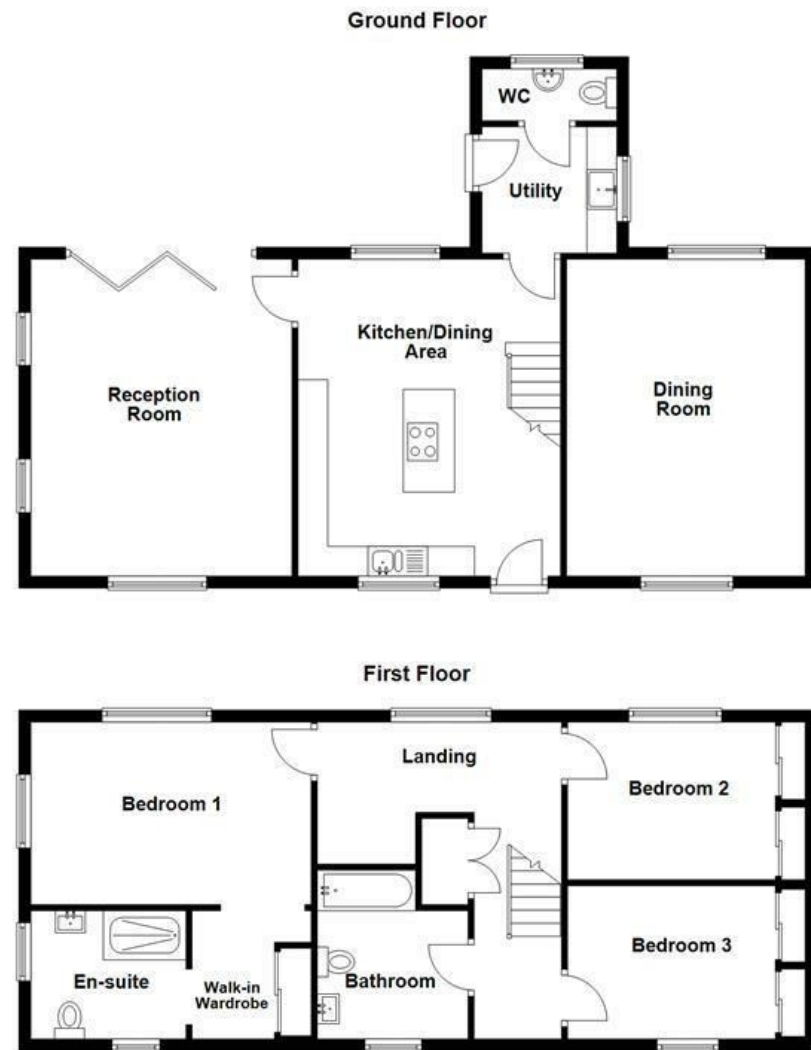 Ground Floor
WC
Utility
Kitchen/Dining
Area
Reception
Room
Dining
Room
First Floor
Landing
Bedroom 1
Bedroom 2
Bedroom 3
En-suite
Walk-in
Wardrobe
Bathroom